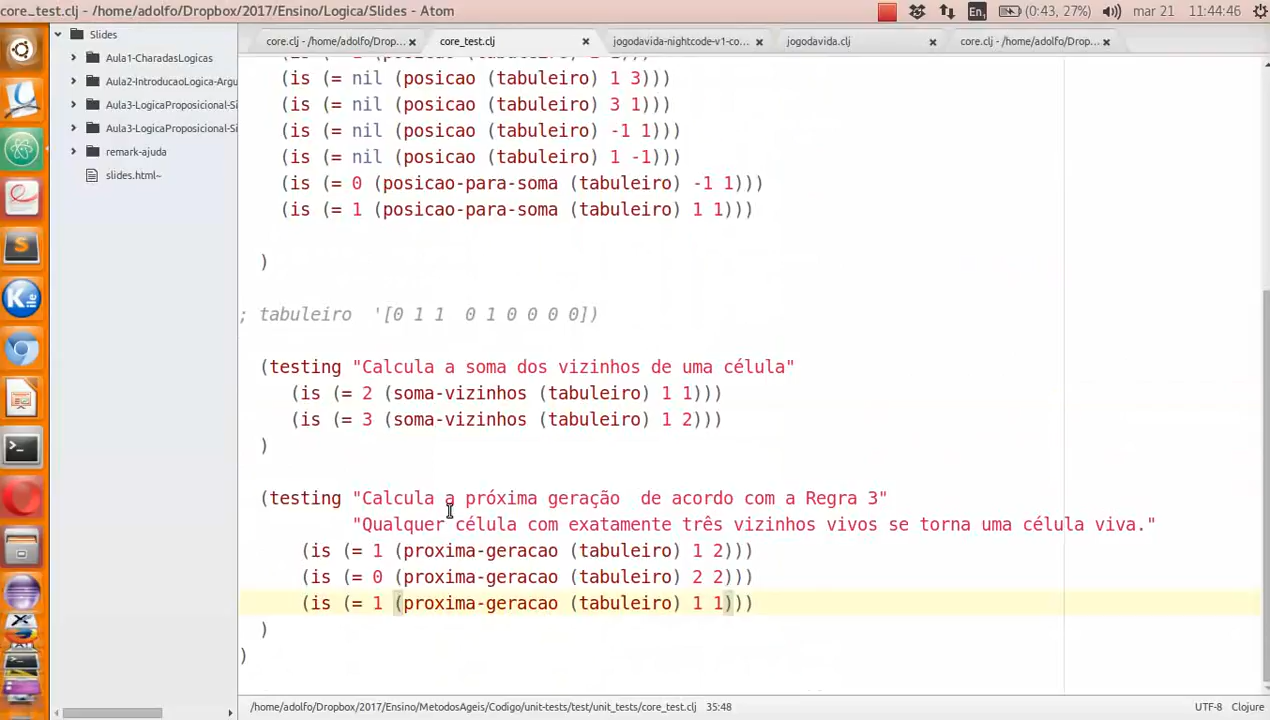 core_test.clj - /home/adolfo/Dropbox/2017/Ensino/Logica/Slides - Atom
En
(0:43, 27%)
mar 21
11:44:46
Slides
Aula1-CharadasLogicas
Aula2-IntroducaoLogica-Argu
Aula3-LogicaProposicional-Si
Aula3-LogicaProposicional-Si
remark-ajuda
slides.html~
core.clj - /home/adolfo/Drop...
core_test.clj
jogodavida-nightcode-v1-co...
jogodavida.clj
core.clj - /home/adolfo/Drop...
(is (= nil (posicao (tabuleiro) 1 3)))
(is (= nil (posicao (tabuleiro) 3 1)))
(is (= nil (posicao (tabuleiro) -1 1)))
(is (= nil (posicao (tabuleiro) 1 -1)))
(is (= 0 (posicao-para-soma (tabuleiro) -1 1)))
(is (= 1 (posicao-para-soma (tabuleiro) 1 1)))
)
; tabuleiro  '[0 1 1  0 1 0 0 0 0])
(testing "Calcula a soma dos vizinhos de uma célula"
(is (= 2 (soma-vizinhos (tabuleiro) 1 1)))
(is (= 3 (soma-vizinhos (tabuleiro) 1 2)))
)
(testing "Calcula a próxima geração  de acordo com a Regra 3"
"Qualquer célula com exatamente três vizinhos vivos se torna uma célula viva."
(is (= 1 (proxima-geracao (tabuleiro) 1 2)))
(is (= 0 (proxima-geracao (tabuleiro) 2 2)))
(is (= 1 (proxima-geracao (tabuleiro) 1 1)))
)
)
/home/adolfo/Dropbox/2017/Ensino/MetodosAgeis/Codigo/unit-tests/test/unit_tests/core_test.clj
35:48
UTF-8
Clojure